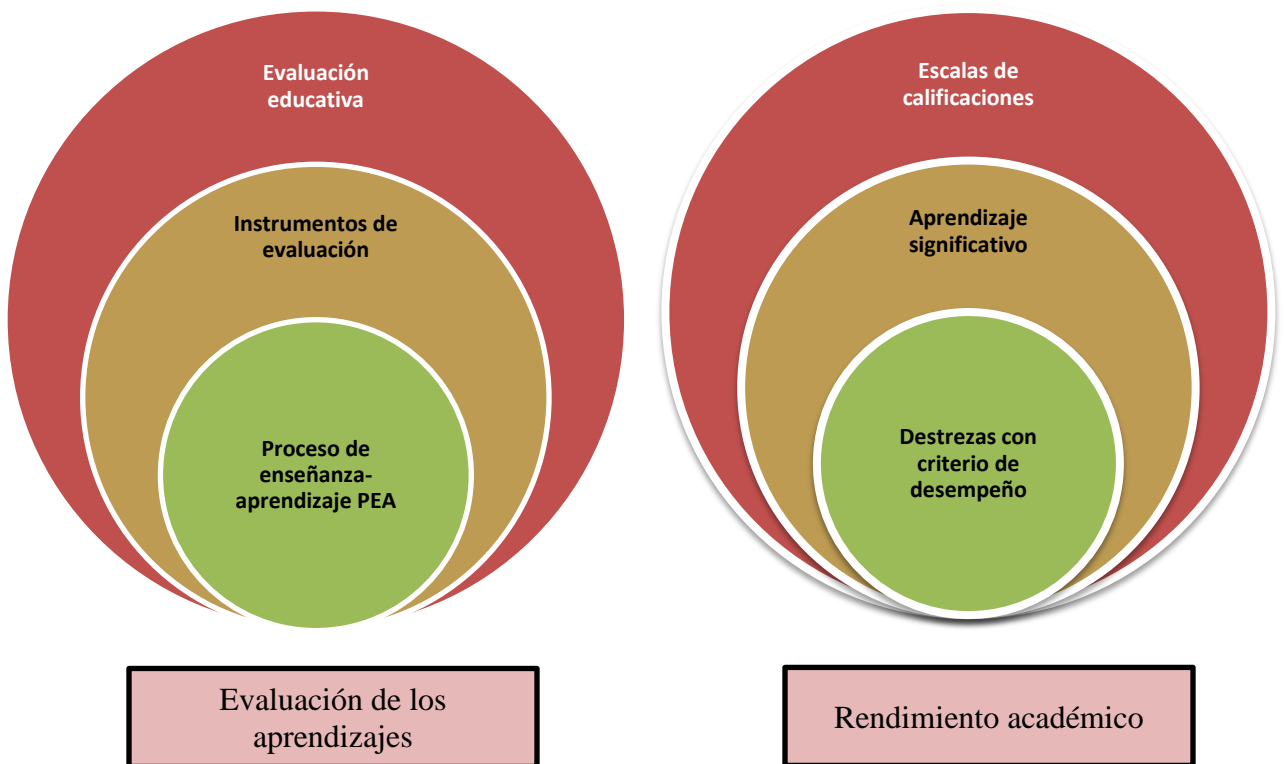 Evaluación
educativa
Instrumentos de
evaluación
Proceso de
enseñanza-
aprendizaje PEA
Evaluación de los
aprendizajes
Escalas de
calificaciones
Aprendizaje
significativo
Destrezas con
criterio de
desempeño
Rendimiento académico